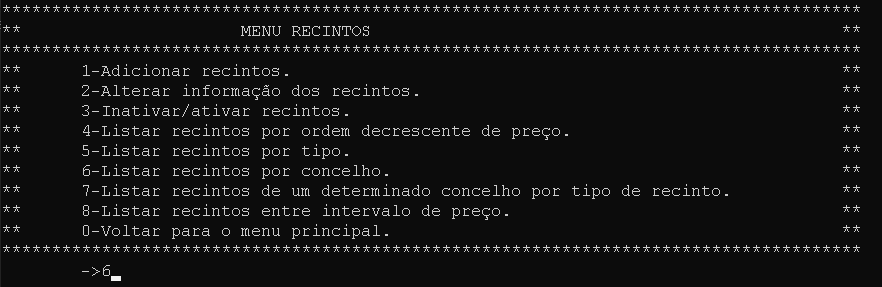 **************************************************************************************
** MENU RECINTOS **
**************************************************************************************
** 1-Adicionar recintos. **
** 2-Alterar informação dos recintos. **
** 3-Inativar/ativar recintos. **
** 4-Listar recintos por ordem decrescente de preço. **
** 5-Listar recintos por tipo. **
** 6-Listar recintos por concelho. **
** 7-Listar recintos de um determinado concelho por tipo de recinto. **
** 8-Listar recintos entre intervalo de preço. **
** 0-Voltar para o menu principal. **
**************************************************************************************
->6